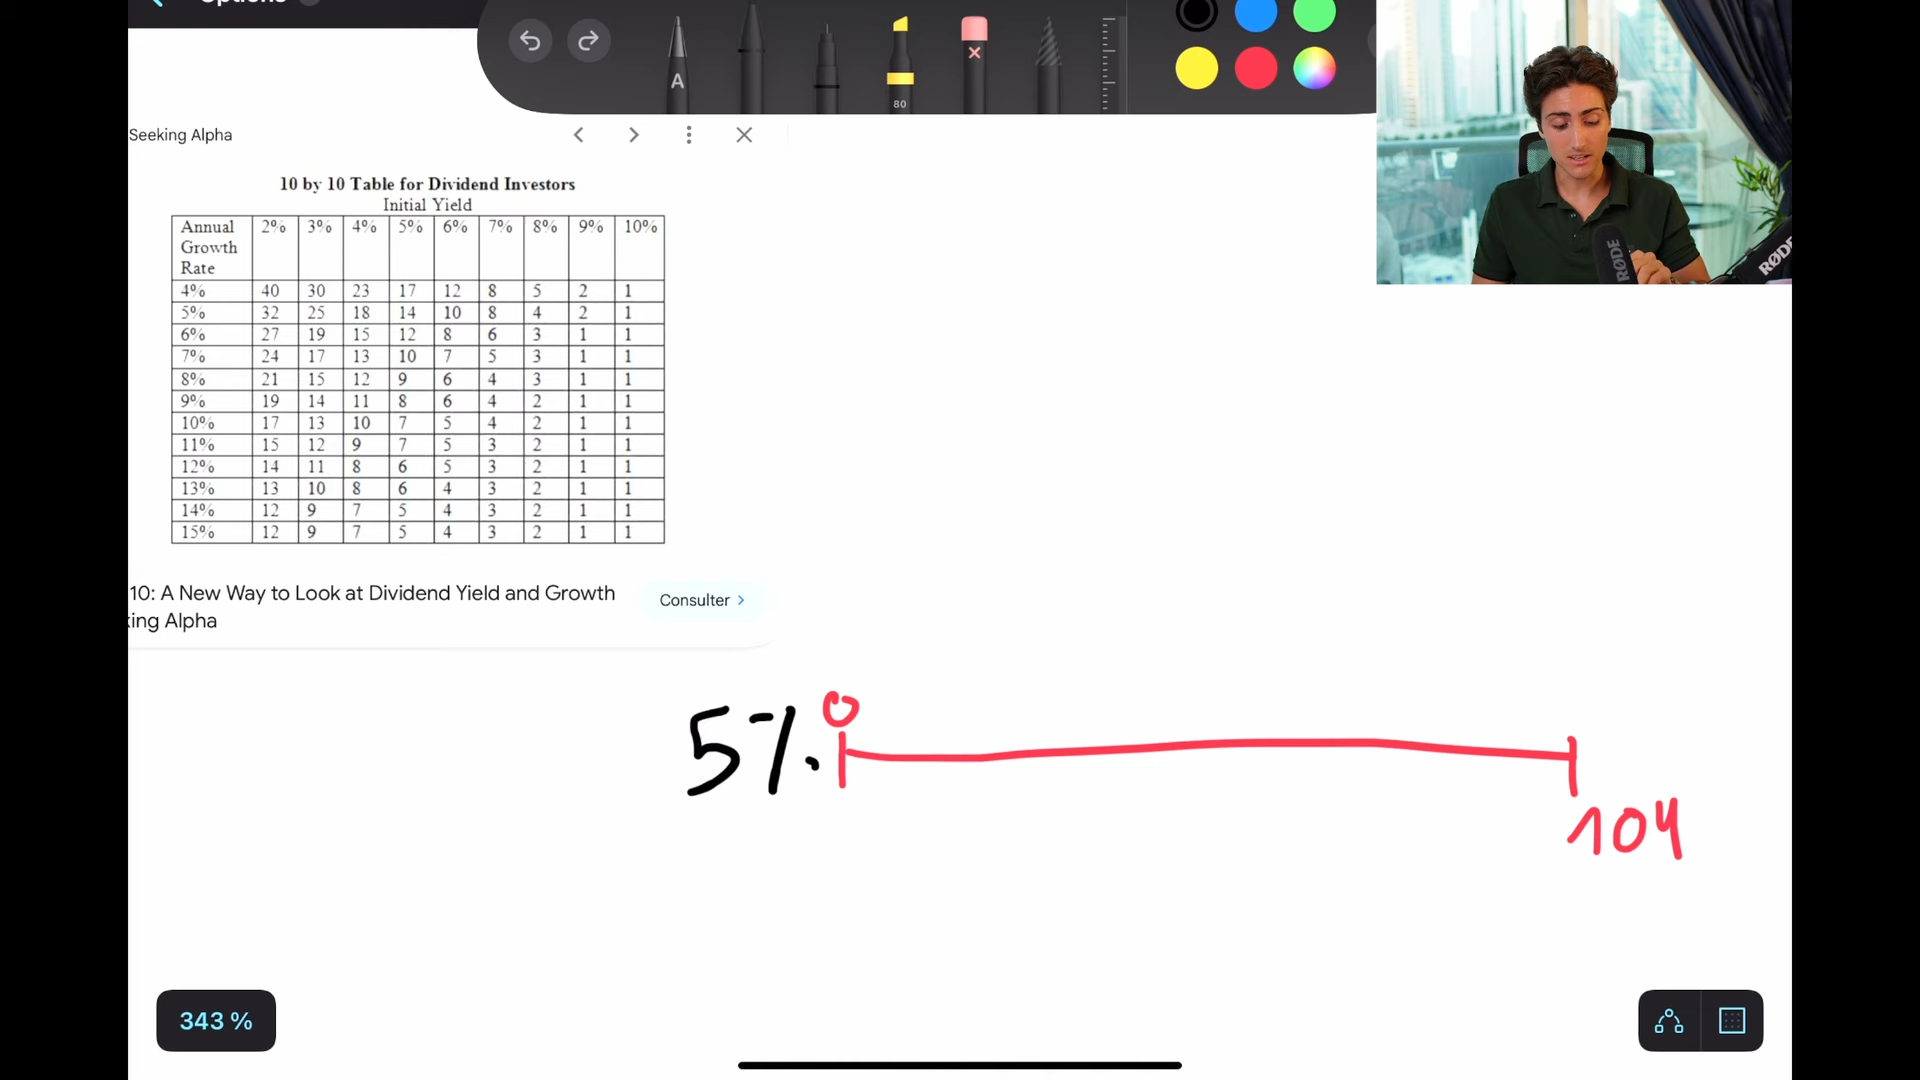 A
80
Seeking Alpha
10 by 10 Table for Dividend Investors
Initial Yield
Annual Growth Rate 2% 3% 4% 5% 6% 7% 8% 9% 10%
4% 40 30 23 17 12 8 5 2 1
5% 32 25 18 14 10 8 4 2 1
6% 27 19 15 12 8 6 3 1 1
7% 24 17 13 10 7 5 3 1 1
8% 21 15 12 9 6 4 3 1 1
9% 19 14 11 8 6 4 2 1 1
10% 17 13 10 7 5 4 2 1 1
11% 15 12 9 7 5 3 2 1 1
12% 14 11 8 6 5 3 2 1 1
13% 13 10 8 6 4 3 2 1 1
14% 12 9 7 5 4 3 2 1 1
15% 12 9 7 5 4 3 2 1 1
10: A New Way to Look at Dividend Yield and Growth
king Alpha
Consulter
5%
0
104
343 %
RØDE
RØDE